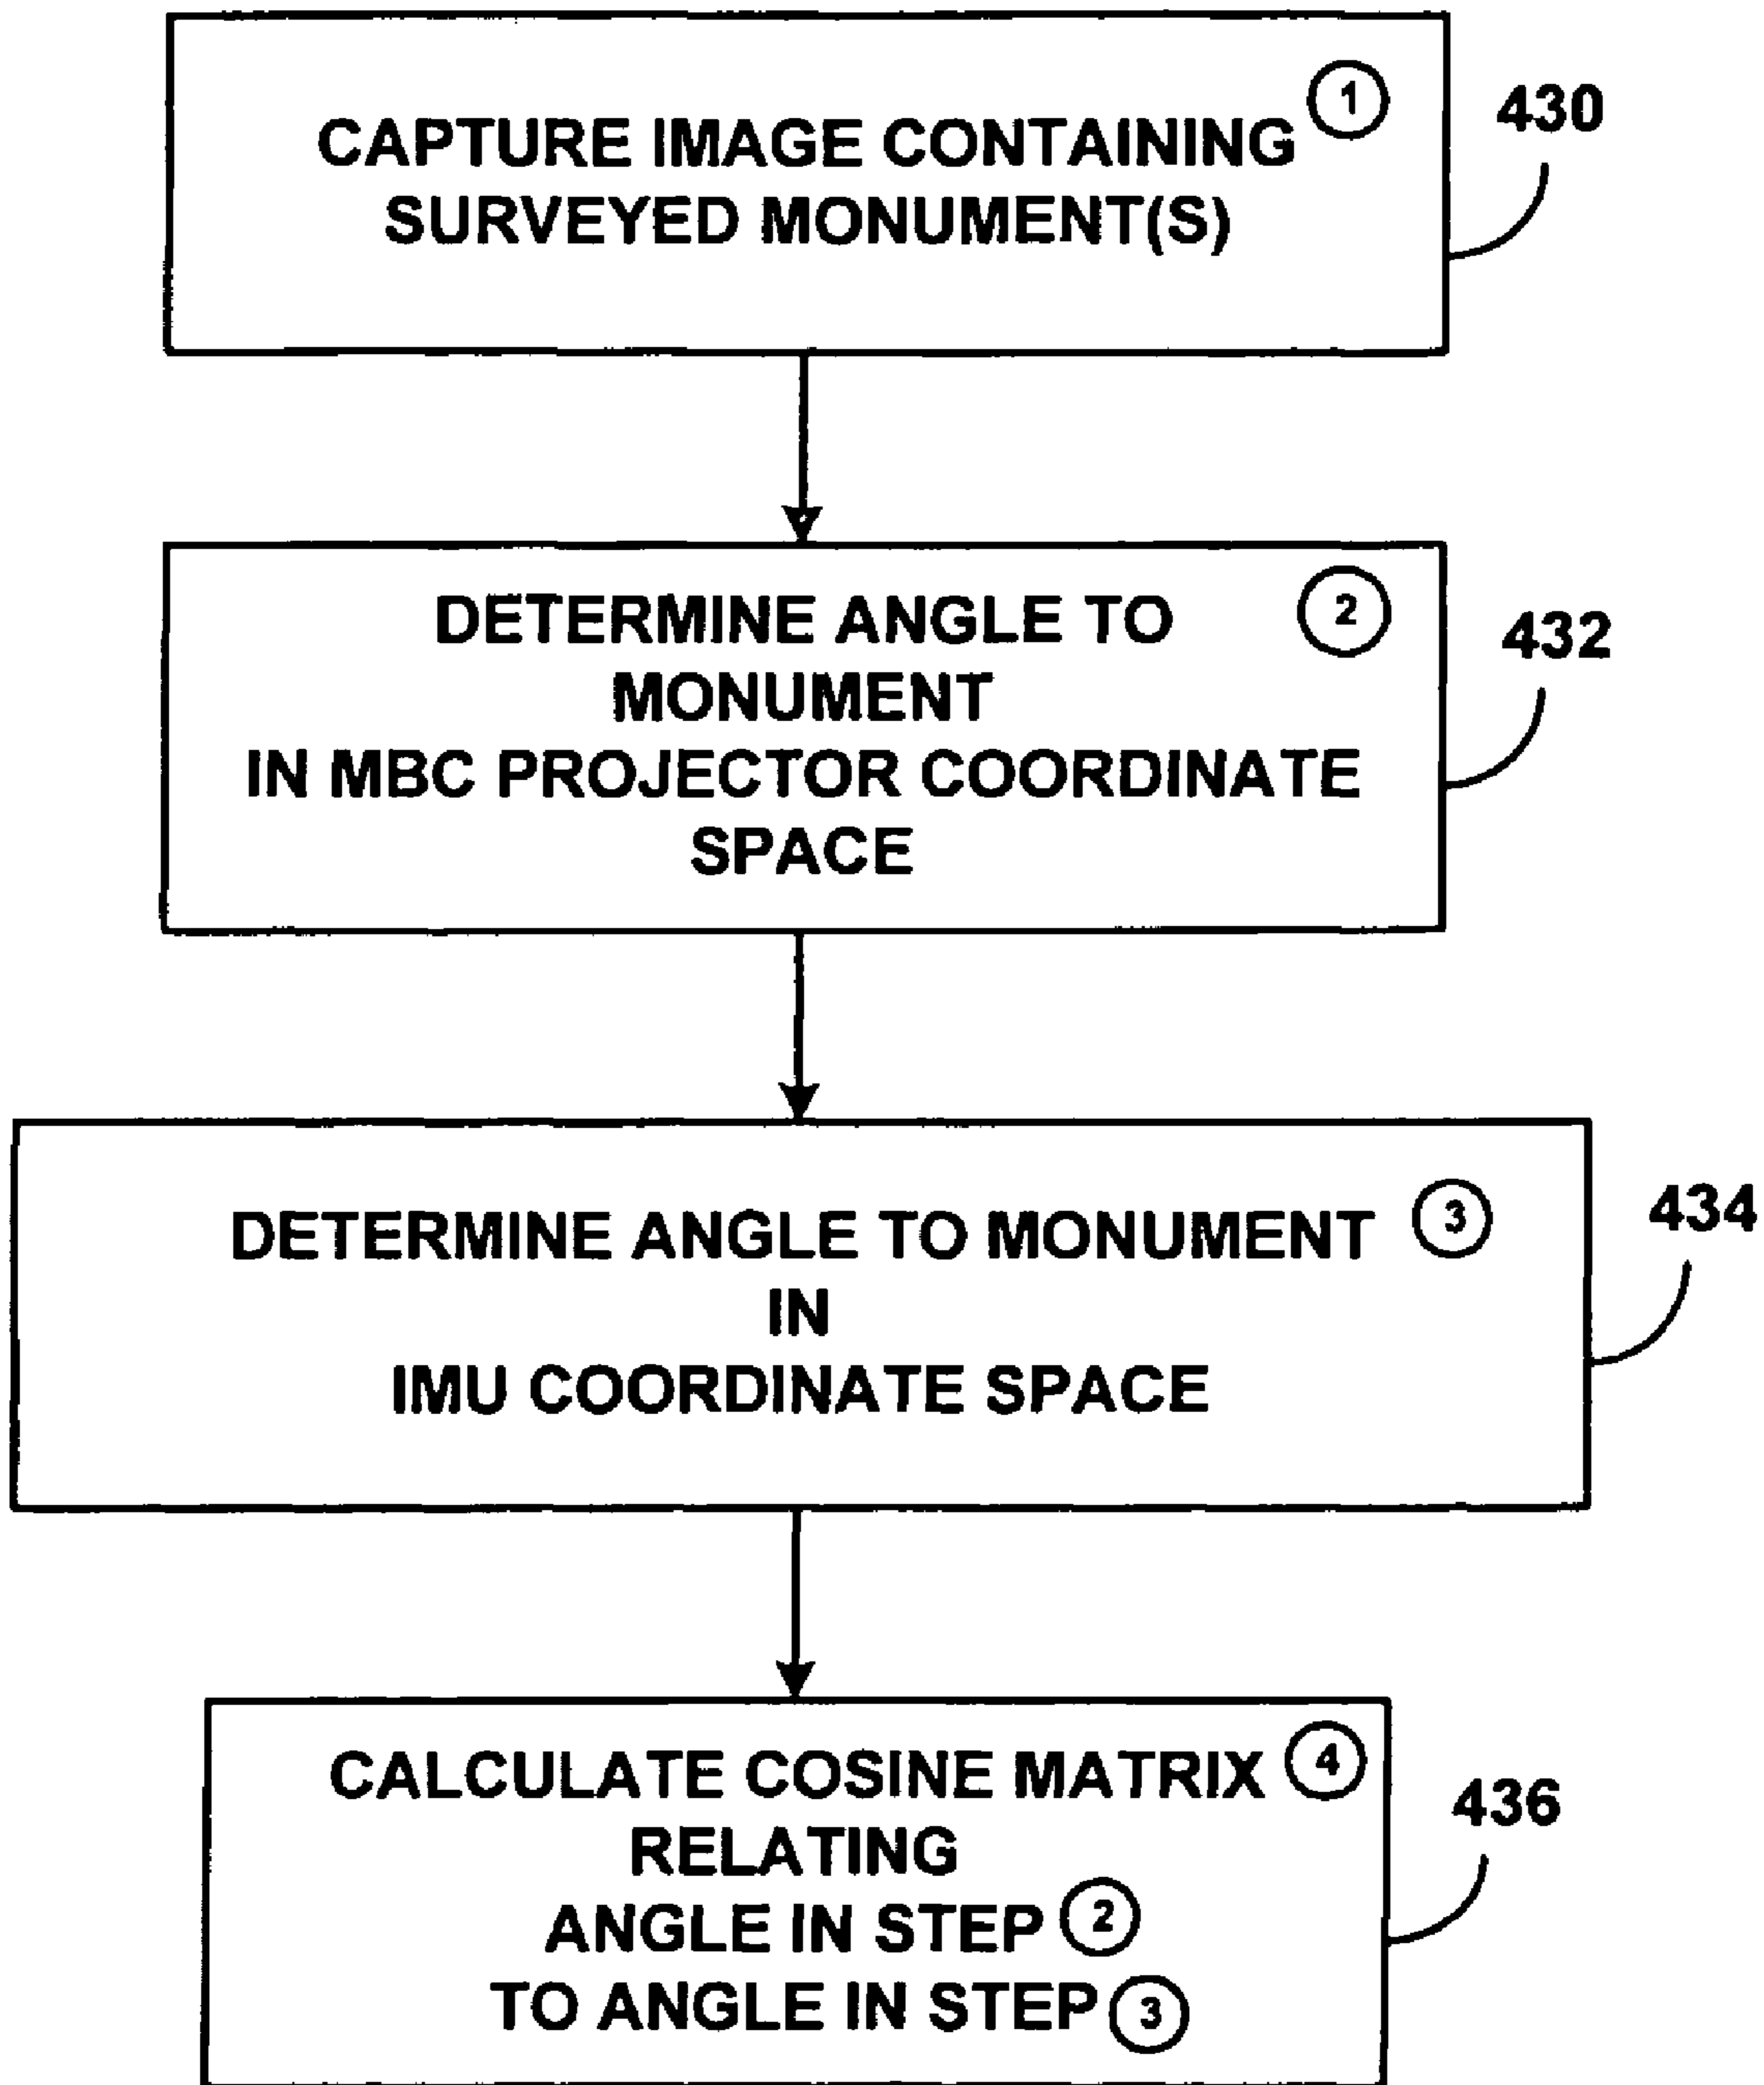 CAPTURE IMAGE CONTAINING 1
SURVEYED MONUMENT(S)
430
DETERMINE ANGLE TO 2
MONUMENT
IN MBC PROJECTOR COORDINATE
SPACE
432
DETERMINE ANGLE TO MONUMENT 3
IN
IMU COORDINATE SPACE
434
CALCULATE COSINE MATRIX 4
RELATING
ANGLE IN STEP 2
TO ANGLE IN STEP 3
436